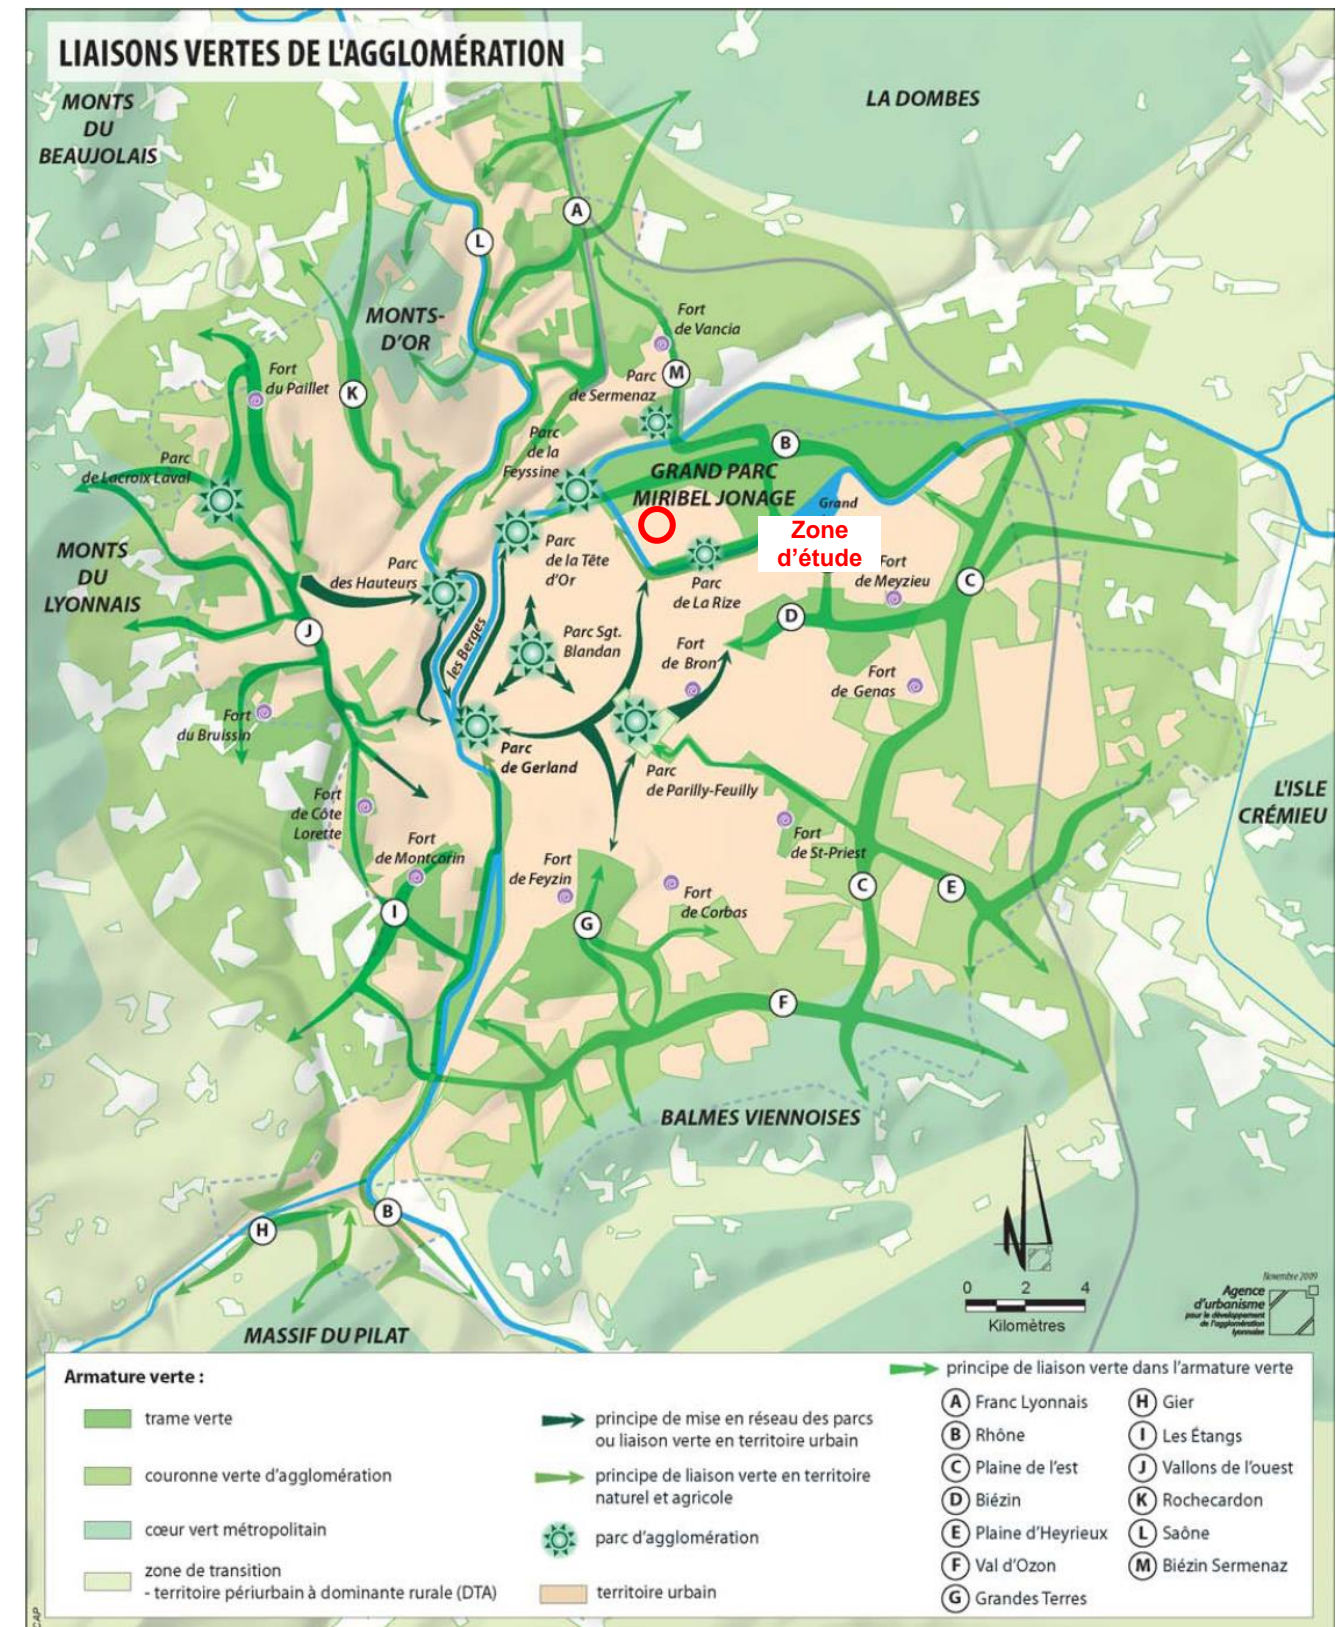 LIAISONS VERTES DE L'AGGLOMÉRATION
MONTS
DU
BEAUJOLAIS
LA DOMBES
A
L
MONTS-
D'OR
Fort
de Vancia
Fort
du Paillet
K
Parc
de Sermenaz
M
Parc
de la
Feyssine
B
Parc
de Lacroix Laval
GRAND PARC
MIRIBEL JONAGE
Grand
Zone
d'étude
MONTS
DU
LYONNAIS
Parc
des Hauteurs
Parc
de la Tête
d'Or
Parc
de La Rize
Fort
de Meyzieu
C
D
J
les Berges
Parc Sgt.
Blandan
Fort
de Bron
Fort
de Genas
Fort
du Bruissin
Parc
de Gerland
Parc
de Parilly-Feuilly
L'ISLE
CRÉMIEU
Fort
de Côte
Lorette
Fort
de Montcorin
Fort
de Feyzin
Fort
de St-Priest
Fort
de Corbas
C
E
I
G
F
BALMES VIENNOISES
H
B
MASSIF DU PILAT
N
0 2 4
Kilomètres
Novembre 2009
Agence
d'urbanisme
pour le développement
de l'agglomération
lyonnaise
Armature verte :
trame verte
couronne verte d'agglomération
cœur vert métropolitain
zone de transition
- territoire périurbain à dominante rurale (DTA)
principe de mise en réseau des parcs
ou liaison verte en territoire urbain
principe de liaison verte en territoire
naturel et agricole
parc d'agglomération
territoire urbain
principe de liaison verte dans l'armature verte
A Franc Lyonnais
B Rhône
C Plaine de l'est
D Biézin
E Plaine d'Heyrieux
F Val d'Ozon
G Grandes Terres
H Gier
I Les Étangs
J Vallons de l'ouest
K Rochecardon
L Saône
M Biézin Sermenaz
CAP